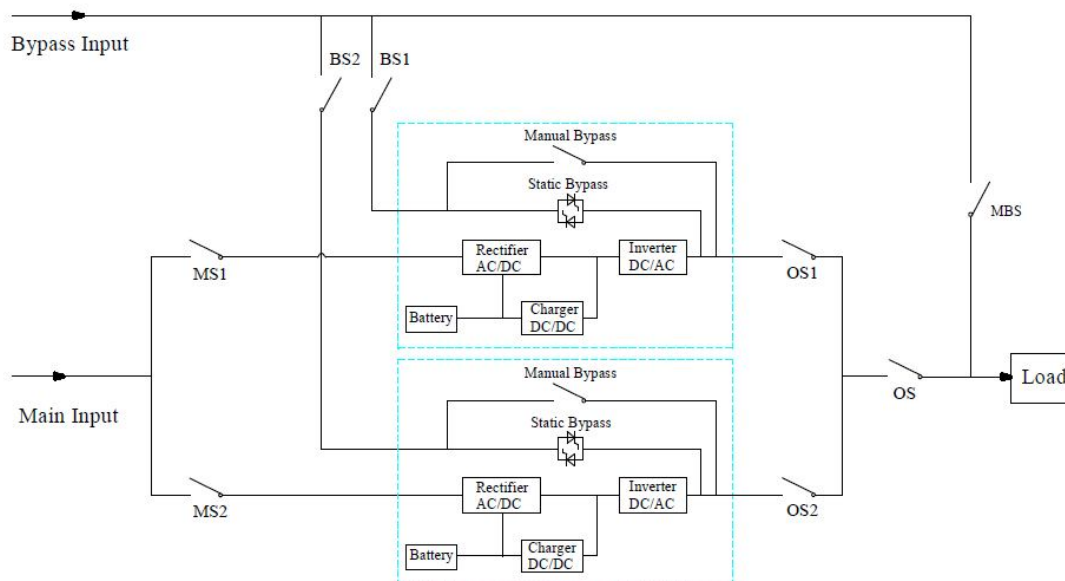 Bypass Input
BS2
BS1
Manual Bypass
Static Bypass
MBS
MS1
Rectifier
AC/DC
Inverter
DC/AC
OS1
Battery
Charger
DC/DC
Main Input
Manual Bypass
OS
Load
Static Bypass
MS2
Rectifier
AC/DC
Inverter
DC/AC
OS2
Battery
Charger
DC/DC